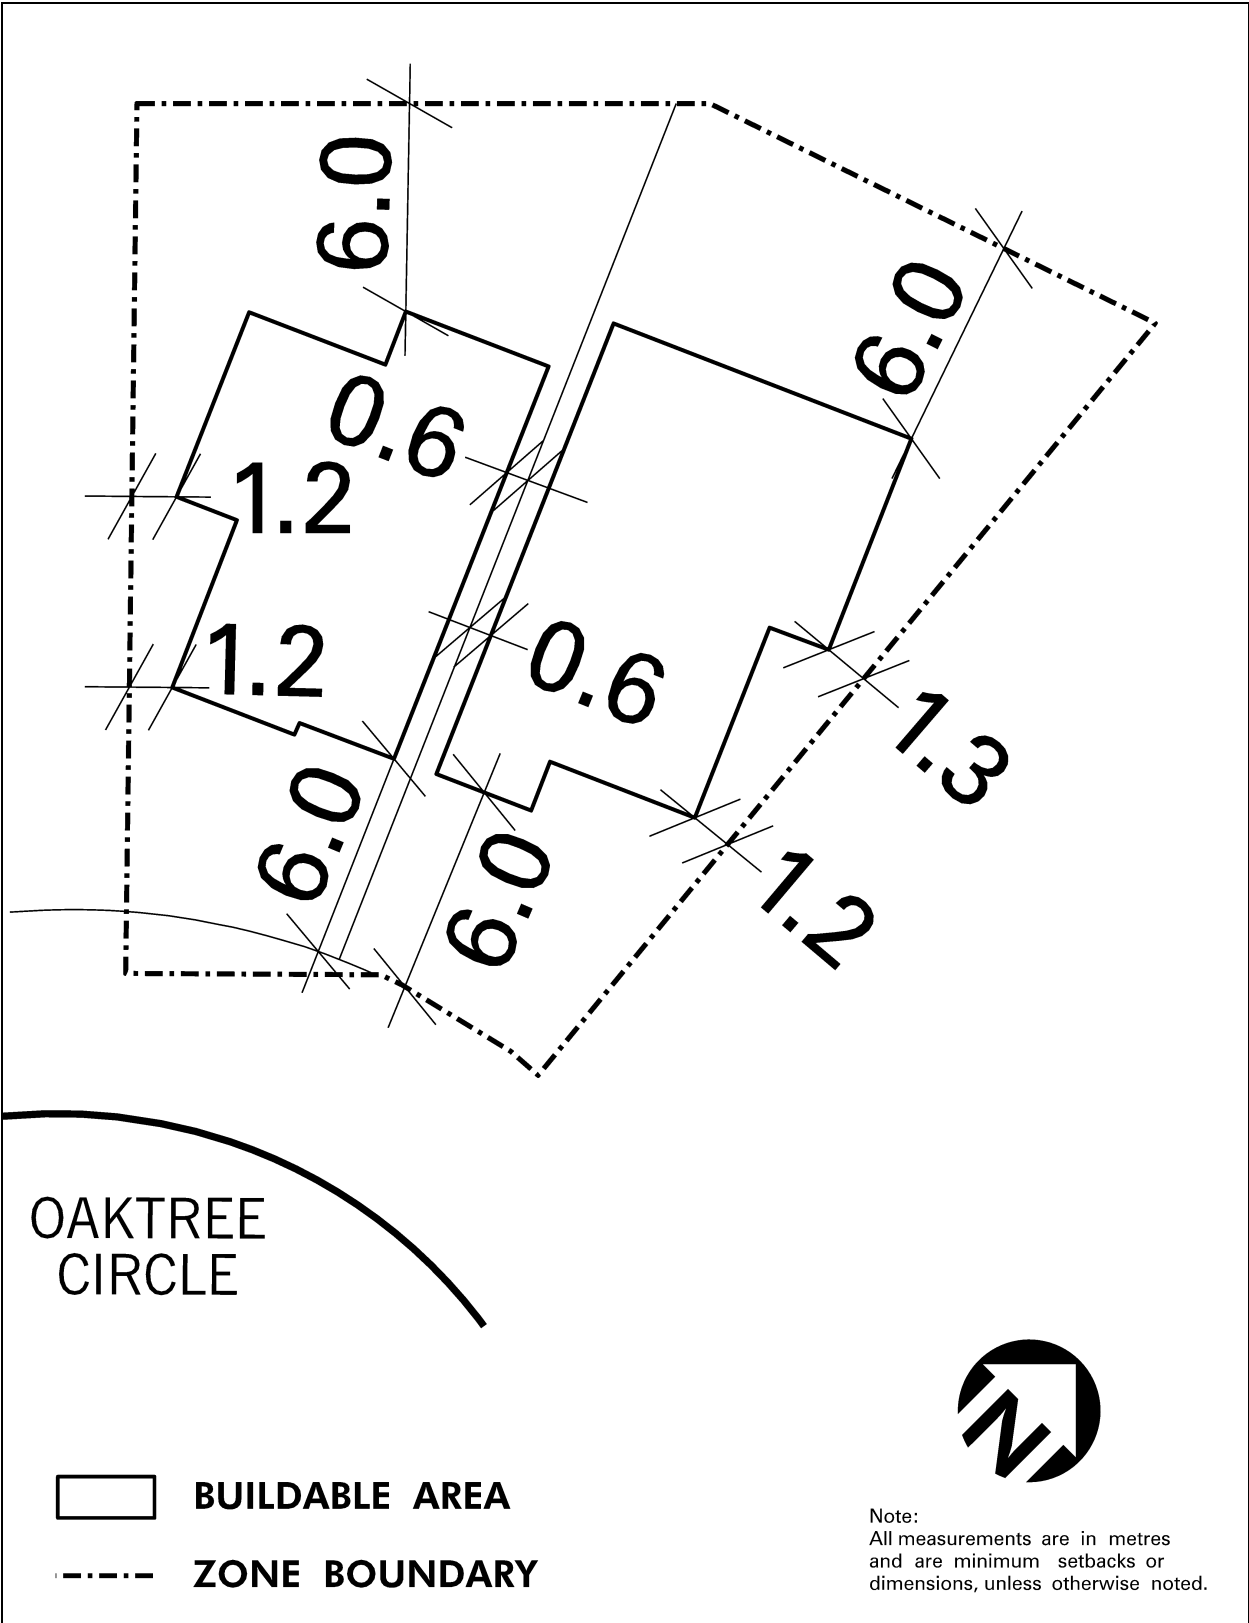 6.0
6.0
0.6
1.2
1.2
0.6
1.3
6.0
6.0
1.2
OAKTREE
CIRCLE
N
BUILDABLE AREA
ZONE BOUNDARY
Note:
All measurements are in metres
and are minimum setbacks or
dimensions, unless otherwise noted.